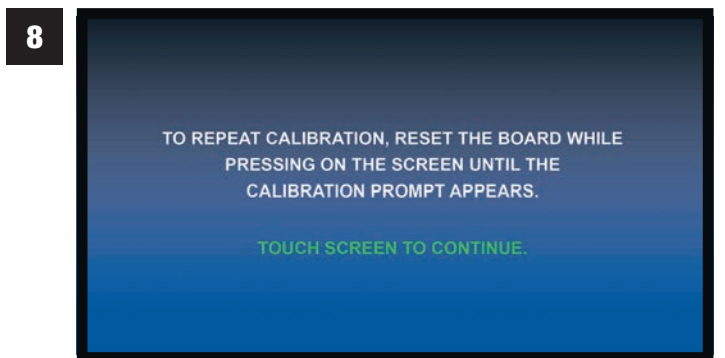 8
TO REPEAT CALIBRATION, RESET THE BOARD WHILE
PRESSING ON THE SCREEN UNTIL THE
CALIBRATION PROMPT APPEARS.
TOUCH SCREEN TO CONTINUE.